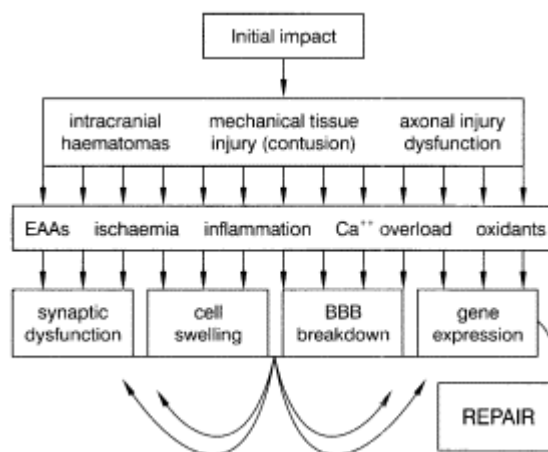 Initial impact
intracranial haematomas
mechanical tissue injury (contusion)
axonal injury dysfunction
EAAs ischaemia inflammation Ca++ overload oxidants
synaptic dysfunction
cell swelling
BBB breakdown
gene expression
REPAIR